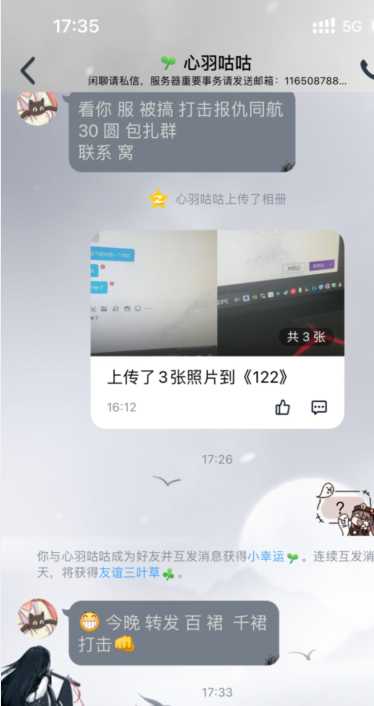 17:35
5G
心羽咕咕
闲聊请私信，服务器重要事务请发送邮箱：116508788...
看你 服 被搞 打击报仇同航
30 圆 包扎群
联系 窝
心羽咕咕上传了相册
共 3 张
上传了3张照片到《122》
16:12
17:26
?
你与心羽咕咕成为好友并互发消息获得小幸运。连续互发消
天，将获得友谊三叶草。
今晚 转发 百 裙 千裙
打击
17:33